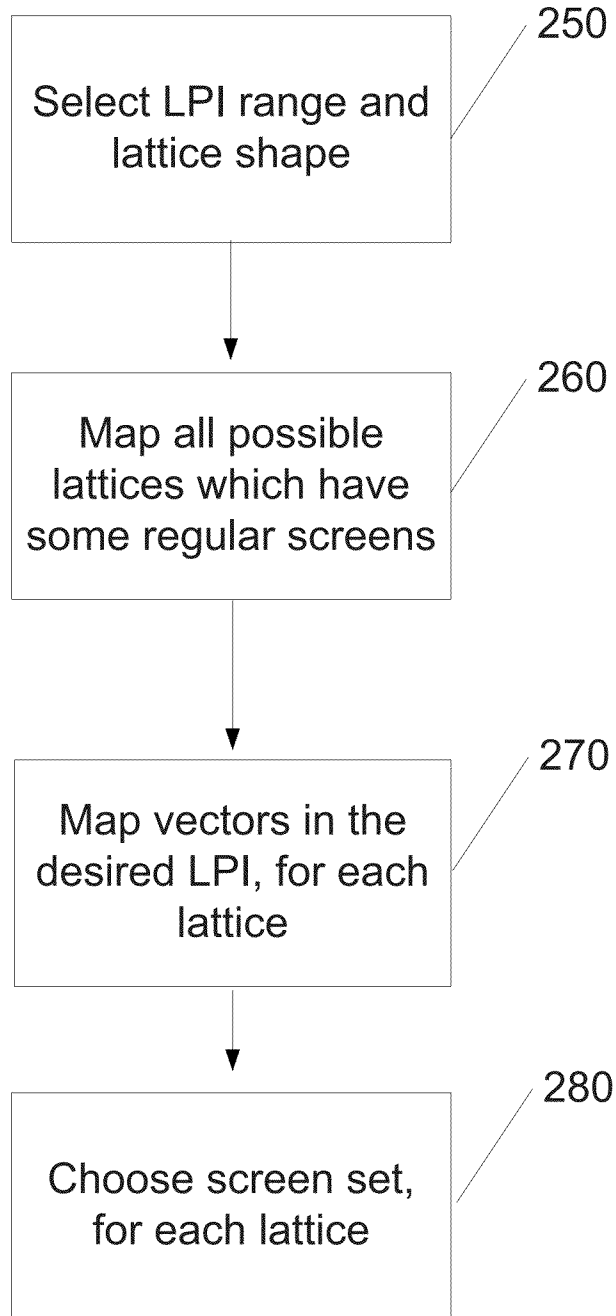 250
Select LPI range and
lattice shape
260
Map all possible
lattices which have
some regular screens
270
Map vectors in the
desired LPI, for each
lattice
280
Choose screen set,
for each lattice